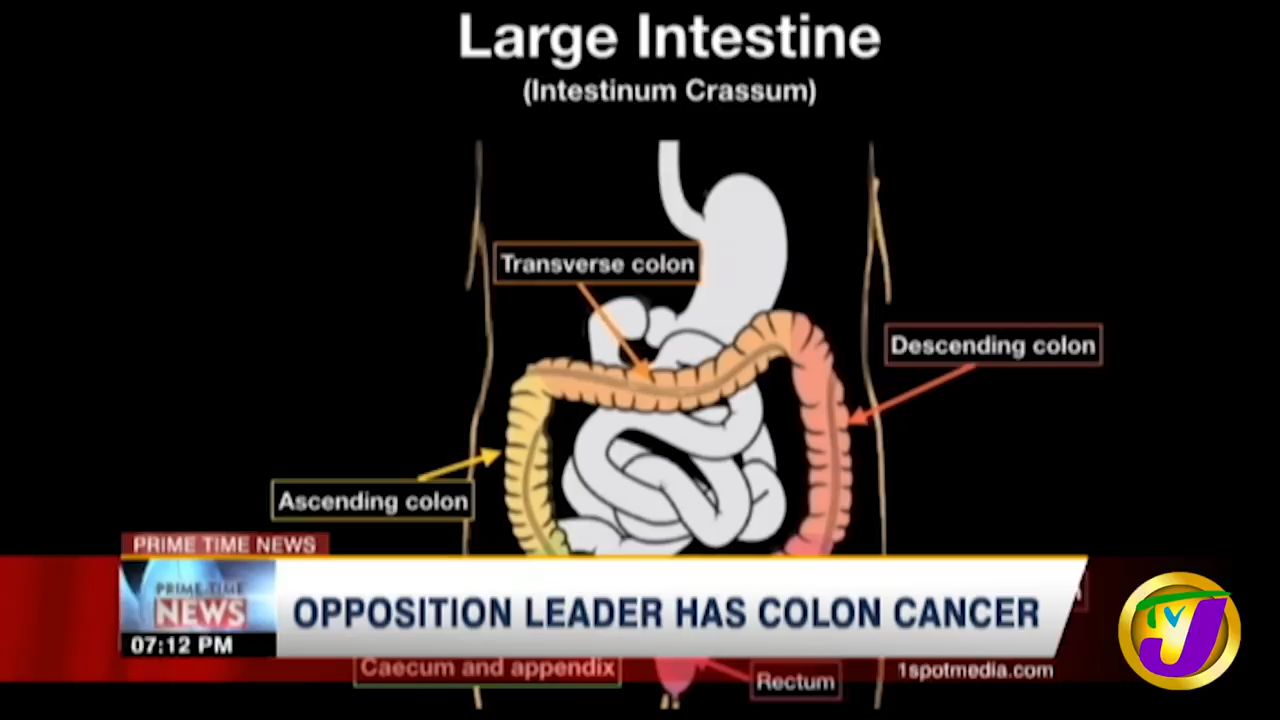 Large Intestine
(Intestinum Crassum)
Transverse colon
Descending colon
Ascending colon
PRIME TIME NEWS
PRIME TIME
NEWS
07:12 PM
OPPOSITION LEADER HAS COLON CANCER
TVJ
Caecum and appendix
Rectum
1spotmedia.com